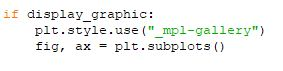 if display_graphic:
    plt.style.use("_mpl-gallery")
    fig, ax = plt.subplots()